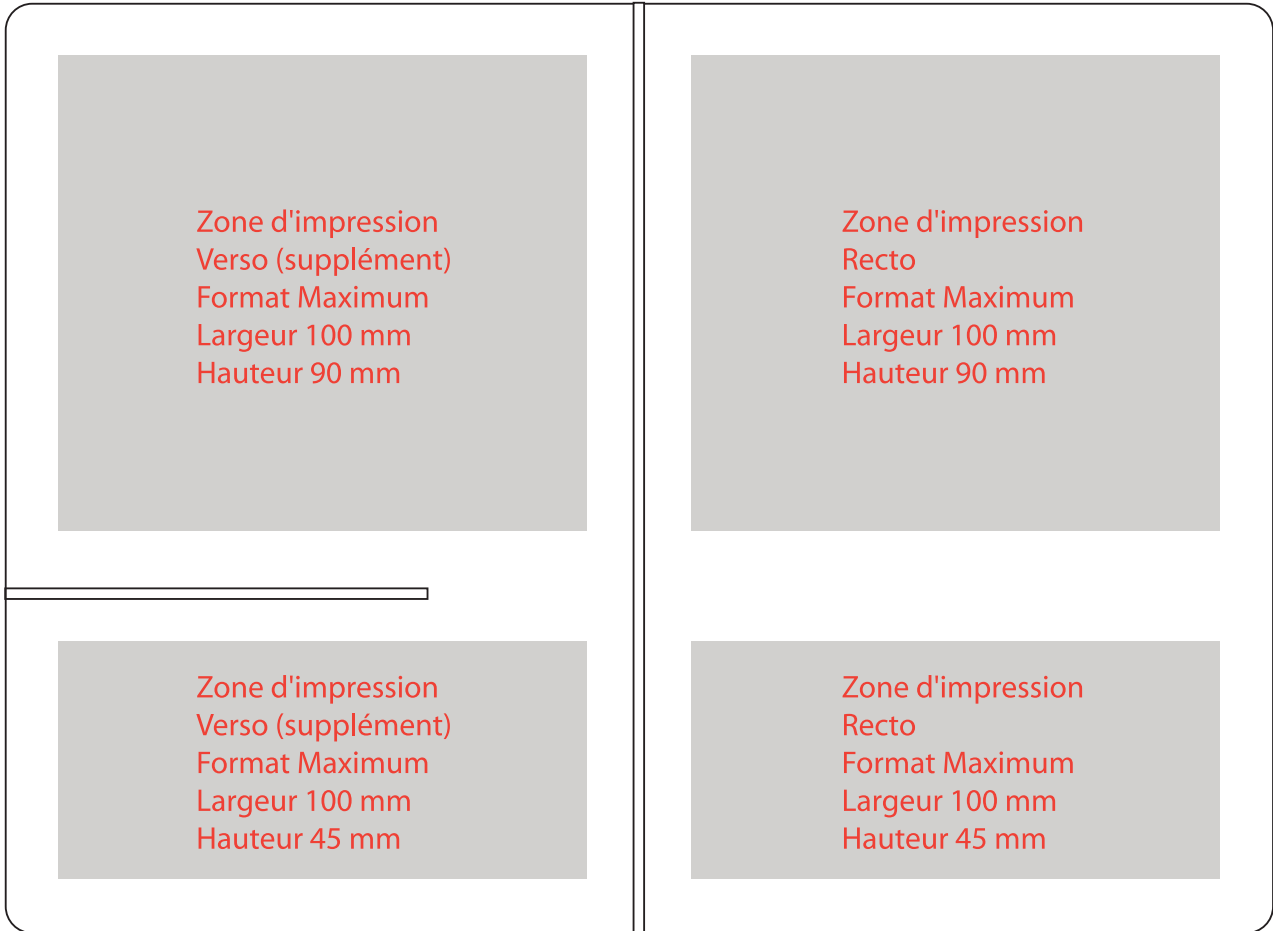 Zone d'impression
Verso (supplément)
Format Maximum
Largeur 100 mm
Hauteur 90 mm
Zone d'impression
Recto
Format Maximum
Largeur 100 mm
Hauteur 90 mm
Zone d'impression
Verso (supplément)
Format Maximum
Largeur 100 mm
Hauteur 45 mm
Zone d'impression
Recto
Format Maximum
Largeur 100 mm
Hauteur 45 mm